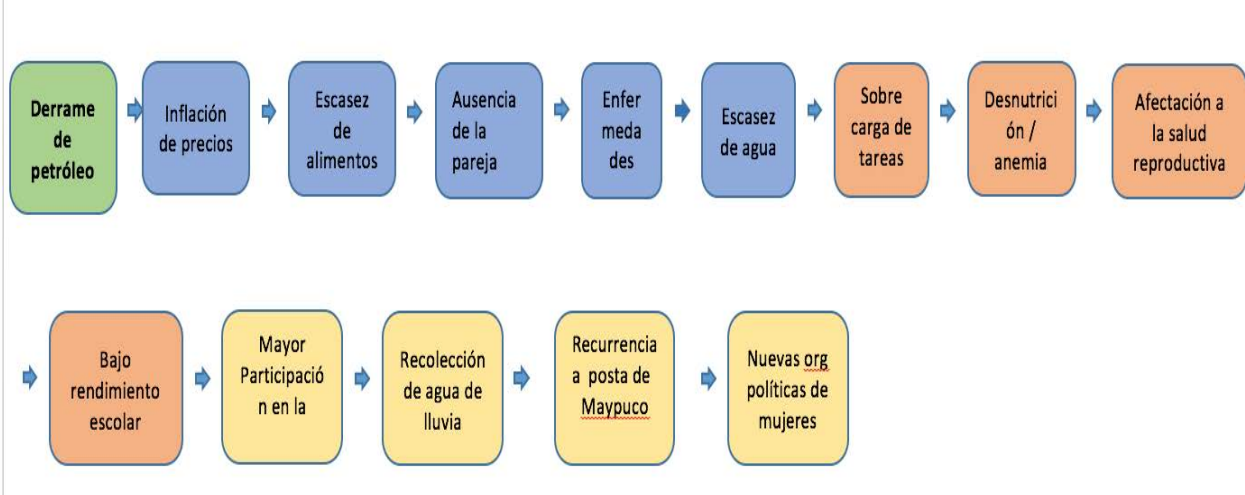 Derrame
de
petróleo
Inflación
de precios
Escasez
de
alimentos
Ausencia
de la
pareja
Enfer
meda
des
Escasez
de agua
Sobre
carga de
tareas
Desnutrici
ón /
anemia
Afectación a
la salud
reproductiva
Bajo
rendimiento
escolar
Mayor
Participació
n en la
Recolección
de agua de
lluvia
Recurrencia
a posta de
Maypuco
Nuevas org
políticas de
mujeres